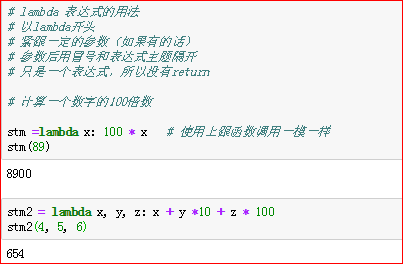 # lambda 表达式的用法
# 以lambda开头
# 紧跟一定的参数（如果有的话）
# 参数后用冒号和表达式主题隔开
# 只是一个表达式，所以没有return
# 计算一个数字的100倍数
stm =lambda x: 100 * x # 使用上跟函数调用一模一样
stm(89)
8900
stm2 = lambda x, y, z: x + y *10 + z * 100
stm2(4, 5, 6)
654